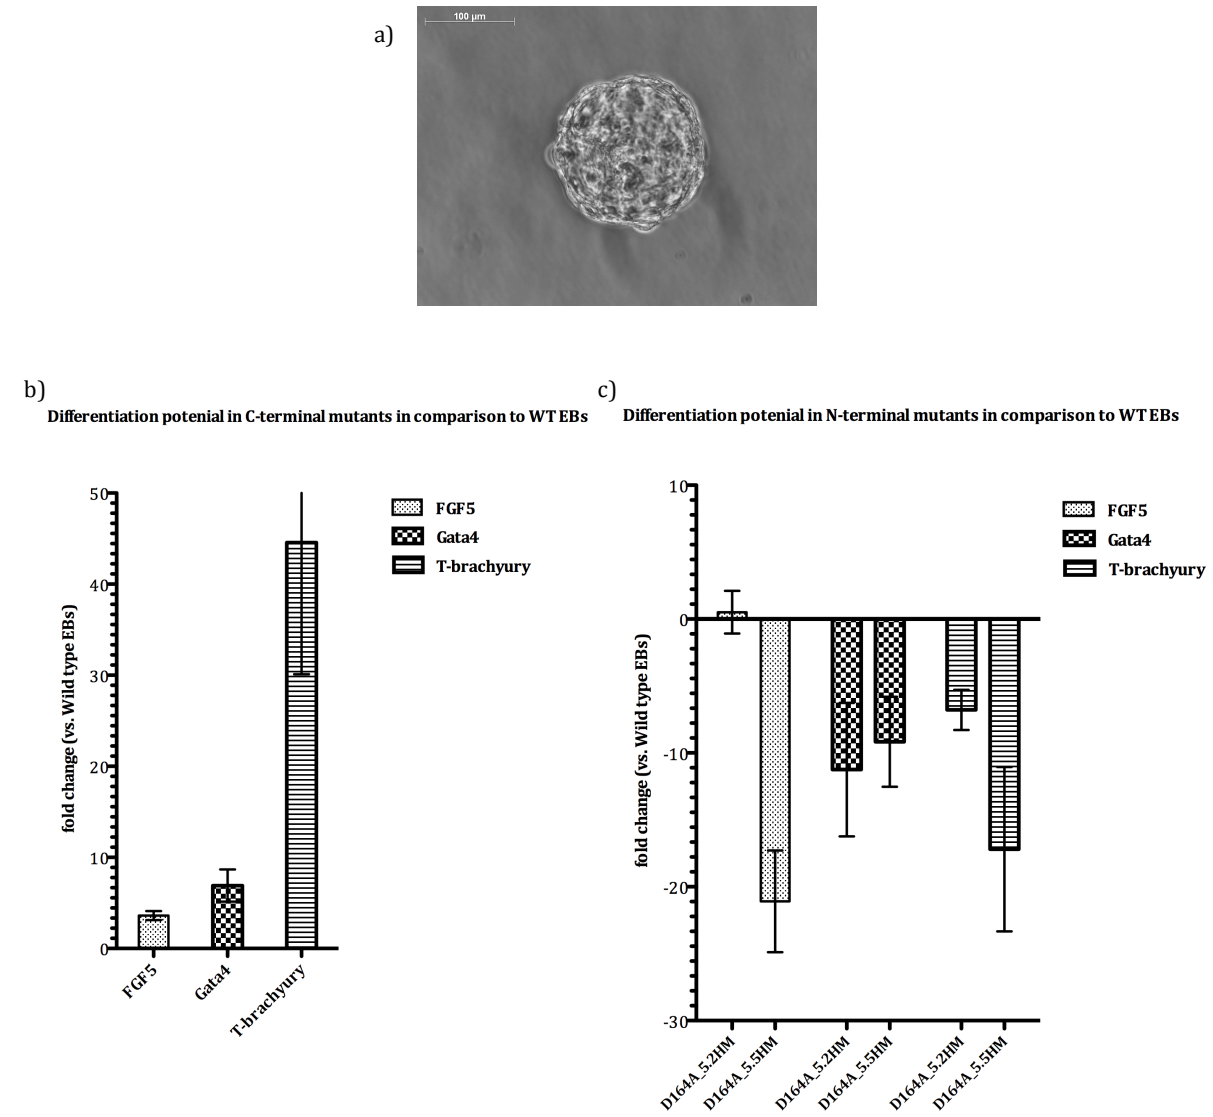 a)
100 µm
b)
Differentiation potenial in C-terminal mutants in comparison to WT EBs
fold change (vs. Wild type EBs)
50
40
30
20
10
0
FGF5
Gata4
T-brachyury
FGF5
Gata4
T-brachyury
c)
Differentiation potenial in N-terminal mutants in comparison to WT EBs
fold change (vs. Wild type EBs)
10
0
-10
-20
-30
D164A_5.2HM
D164A_5.5HM
D164A_5.2HM
D164A_5.5HM
D164A_5.2HM
D164A_5.5HM
FGF5
Gata4
T-brachyury